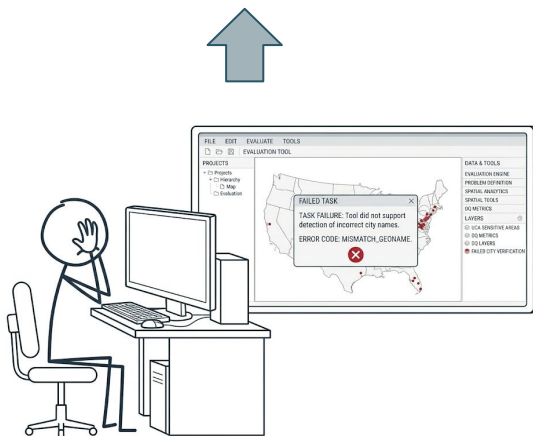 FILE EDIT EVALUATE TOOLS
EVALUATION TOOL
PROJECTS
Projects
Hierarchy
Map
Evaluation
FAILED TASK
TASK FAILURE: Tool did not support
detection of incorrect city names.
ERROR CODE: MISMATCH_GEONAME.
DATA & TOOLS
EVALUATION ENGINE
PROBLEM DEFINITION
SPATIAL ANALYTICS
SPATIAL TOOLS
DQ METRICS
LAYERS
UCA SENSITIVE AREAS
DQ METRICS
DQ LAYERS
FAILED CITY VERIFICATION